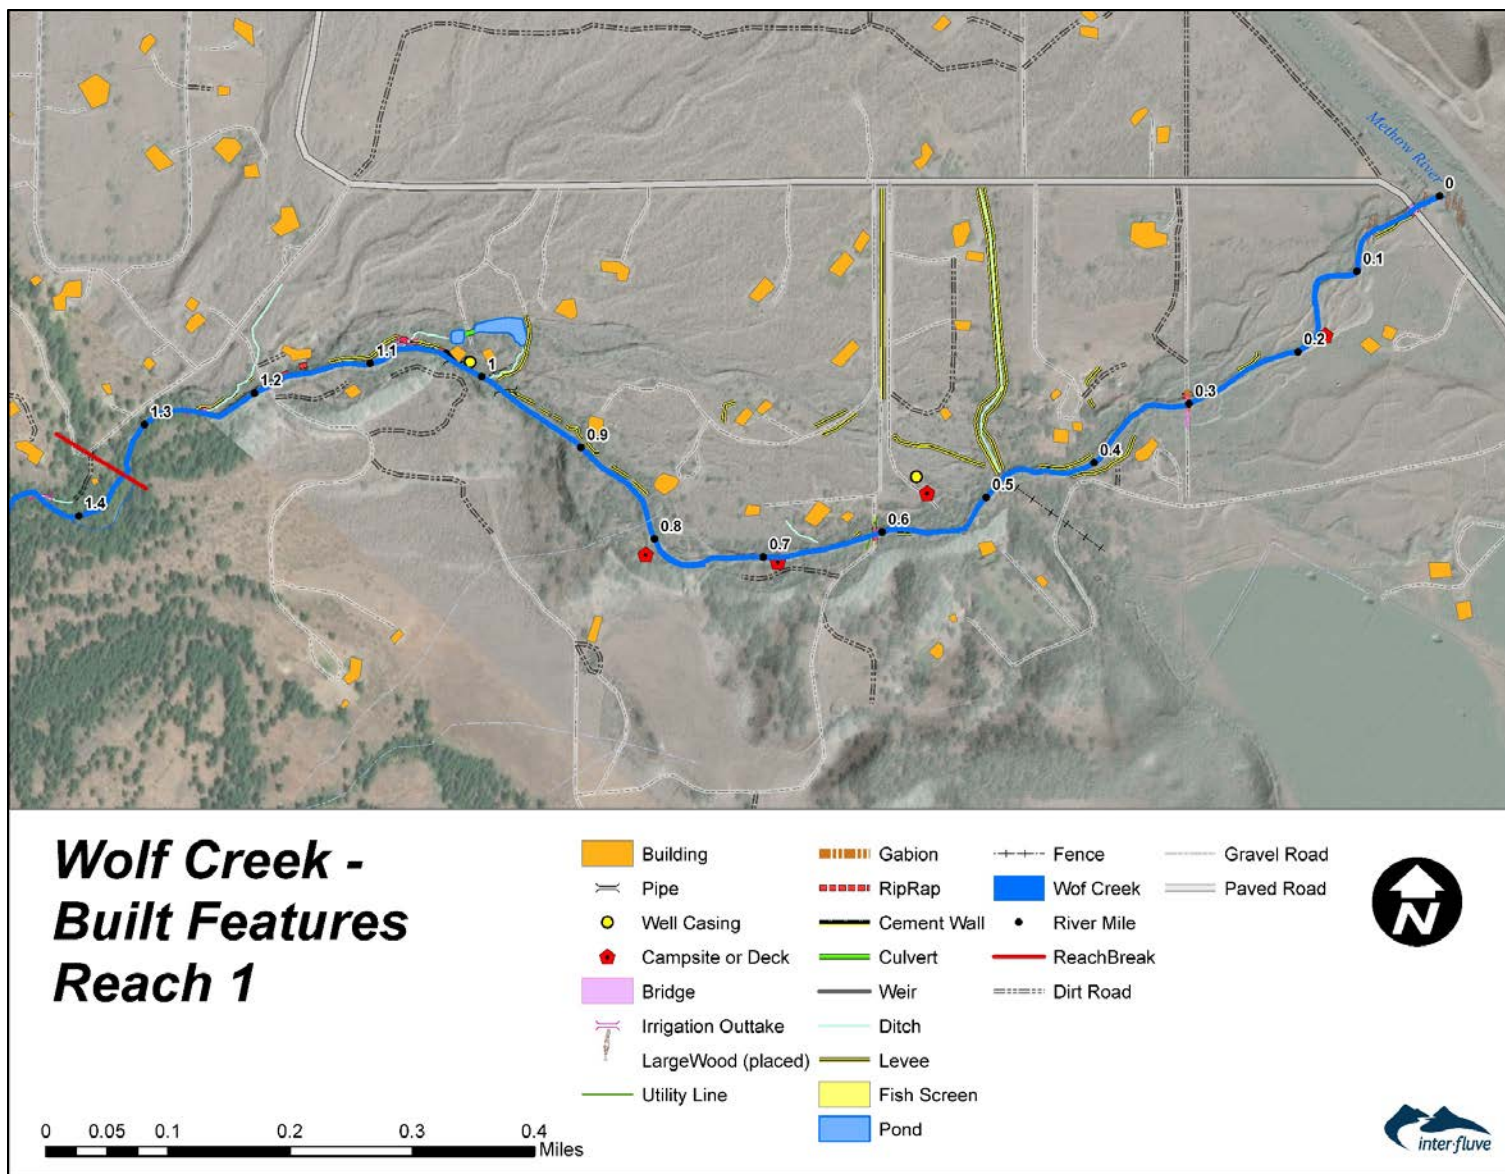 Methow River
0
0.1
0.2
0.3
0.4
0.5
0.6
0.7
0.8
0.9
1
1.1
1.2
1.3
1.4
Wolf Creek -
Built Features
Reach 1
0 0.05 0.1 0.2 0.3 0.4
Miles
Building
Pipe
Well Casing
Campsite or Deck
Bridge
Irrigation Outtake
LargeWood (placed)
Utility Line
Gabion
RipRap
Cement Wall
Culvert
Weir
Ditch
Levee
Fish Screen
Pond
Fence
Wof Creek
River Mile
ReachBreak
Dirt Road
Gravel Road
Paved Road
N
inter-fluve